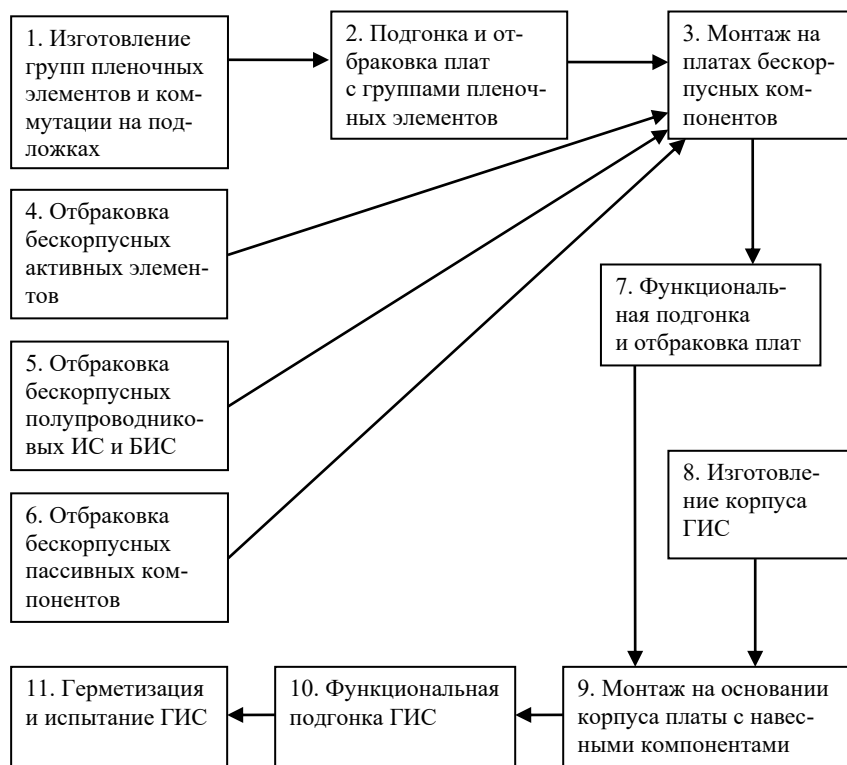 1. Изготовление
групп пленочных
элементов и ком-
мутации на под-
ложках
2. Подгонка и от-
браковка плат
с группами пленоч-
ных элементов
3. Монтаж на
платах бескор-
пусных ком-
понентов
4. Отбраковка
бескорпусных
активных элемен-
тов
5. Отбраковка
бескорпусных
полупроводнико-
вых ИС и БИС
6. Отбраковка
бескорпусных
пассивных ком-
понентов
7. Функциональ-
ная подгонка
и отбраковка плат
8. Изготовле-
ние корпуса
ГИС
9. Монтаж на основании
корпуса платы с навес-
ными компонентами
10. Функциональная
подгонка ГИС
11. Герметизация
и испытание ГИС